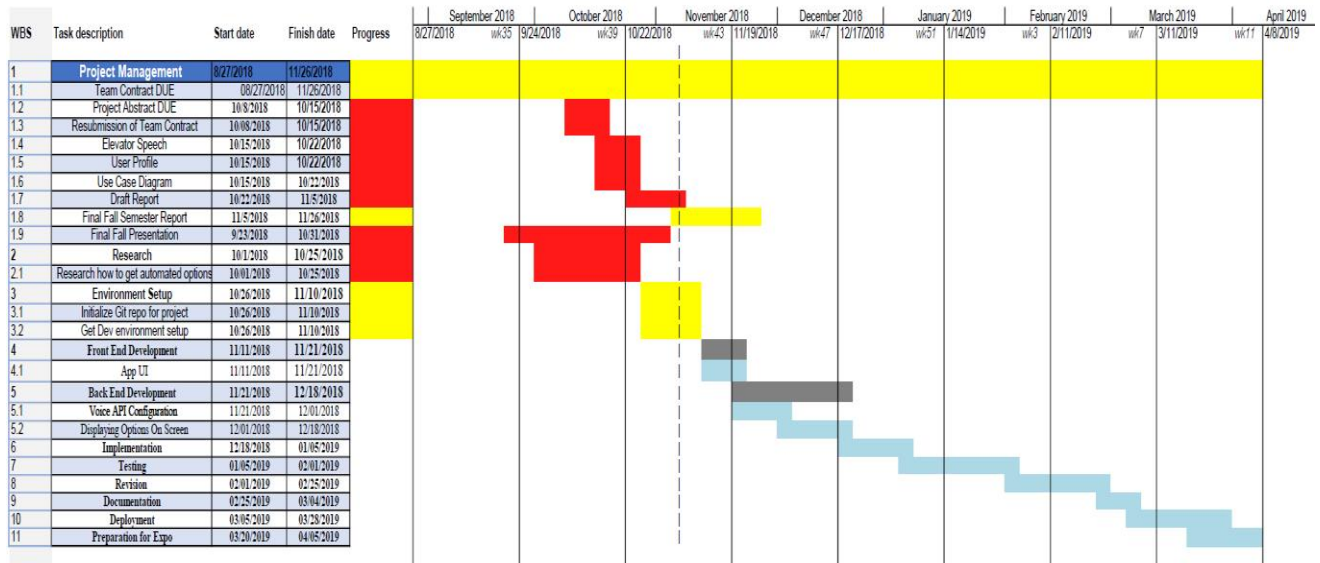 September 2018 October 2018 November 2018 December 2018 January 2019 February 2019 March 2019 April 2019
WBS Task description Start date Finish date Progress 8/27/2018 wk35 9/24/2018 wk39 10/22/2018 wk43 11/19/2018 wk47 12/17/2018 wk51 1/14/2019 wk3 2/11/2019 wk7 3/11/2019 wk11 4/8/2019
1 Project Management 8/27/2018 11/26/2018
1.1 Team Contract DUE 08/27/2018 11/26/2018
1.2 Project Abstract DUE 10/8/2018 10/15/2018
1.3 Resubmission of Team Contract 10/08/2018 10/15/2018
1.4 Elevator Speech 10/15/2018 10/22/2018
1.5 User Profile 10/15/2018 10/22/2018
1.6 Use Case Diagram 10/15/2018 10/22/2018
1.7 Draft Report 10/22/2018 11/5/2018
1.8 Final Fall Semester Report 11/5/2018 11/26/2018
1.9 Final Fall Presentation 9/23/2018 10/31/2018
2 Research 10/1/2018 10/25/2018
2.1 Research how to get automated options 10/01/2018 10/25/2018
3 Environment Setup 10/26/2018 11/10/2018
3.1 Initialize Git repo for project 10/26/2018 11/10/2018
3.2 Get Dev environment setup 10/26/2018 11/10/2018
4 Front End Development 11/11/2018 11/21/2018
4.1 App UI 11/11/2018 11/21/2018
5 Back End Development 11/21/2018 12/18/2018
5.1 Voice API Configuration 11/21/2018 12/01/2018
5.2 Displaying Options On Screen 12/01/2018 12/18/2018
6 Implementation 12/18/2018 01/05/2019
7 Testing 01/05/2019 02/01/2019
8 Revision 02/01/2019 02/25/2019
9 Documentation 02/25/2019 03/04/2019
10 Deployment 03/05/2019 03/28/2019
11 Preparation for Expo 03/20/2019 04/05/2019